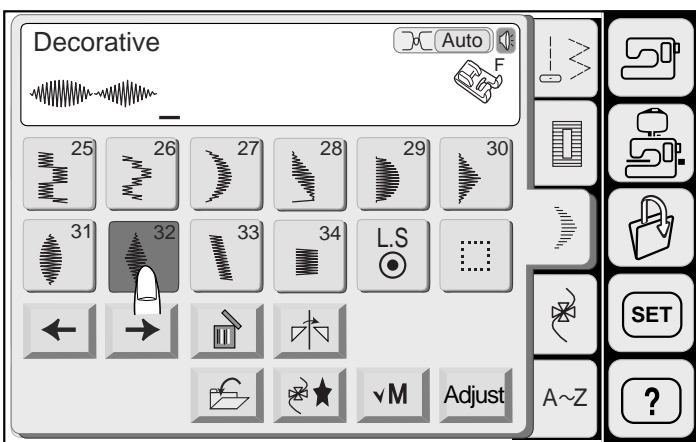 Decorative Auto
F
25 26 27 28 29 30
31 32 33 34 L.S
SET
✓M Adjust A~Z ?